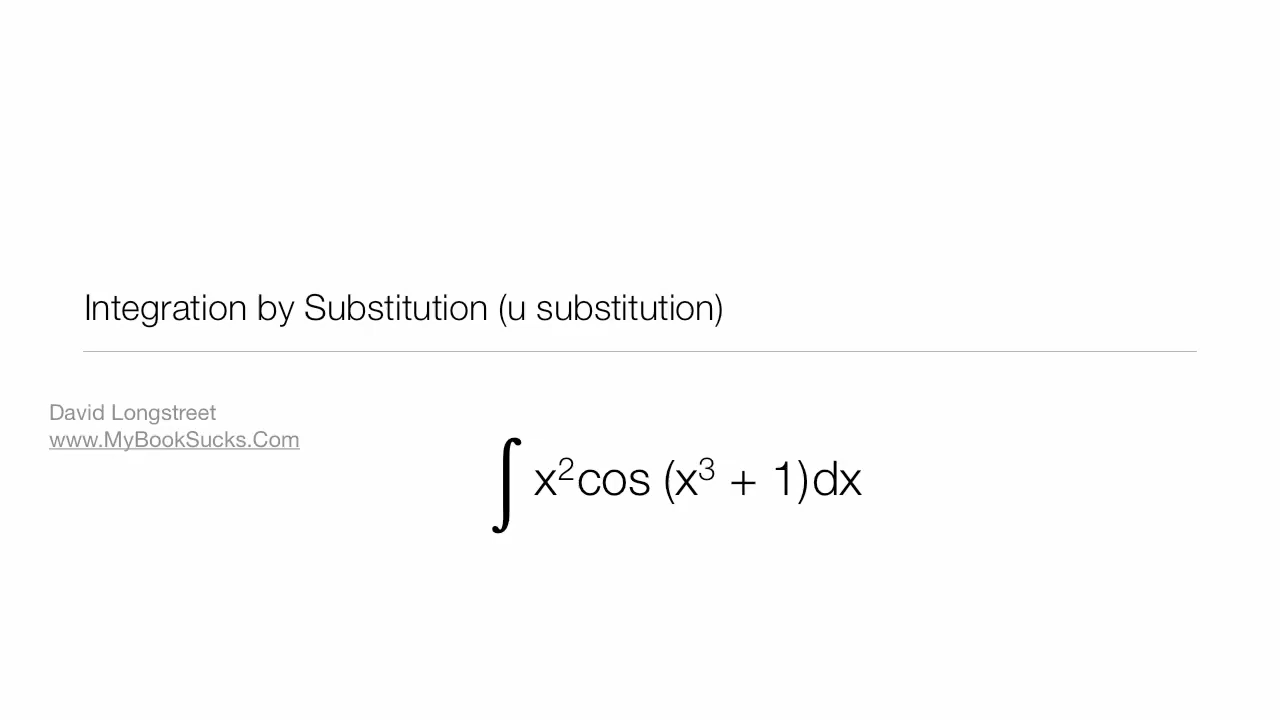 Integration by Substitution (u substitution)
David Longstreet
www.MyBookSucks.Com
∫ x²cos (x³ + 1)dx